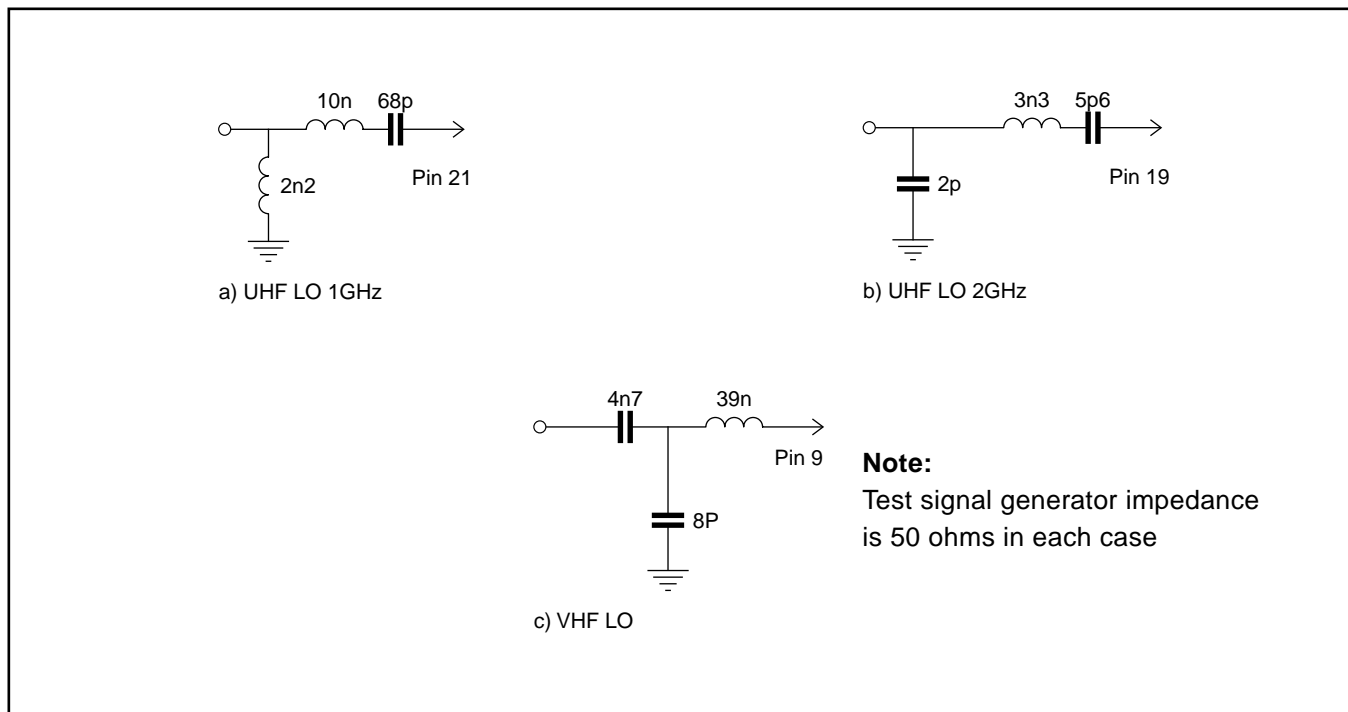 10n 68p
2n2
Pin 21
a) UHF LO 1GHz
3n3 5p6
2p
Pin 19
b) UHF LO 2GHz
4n7 39n
Pin 9
8P
c) VHF LO
Note:
Test signal generator impedance
is 50 ohms in each case